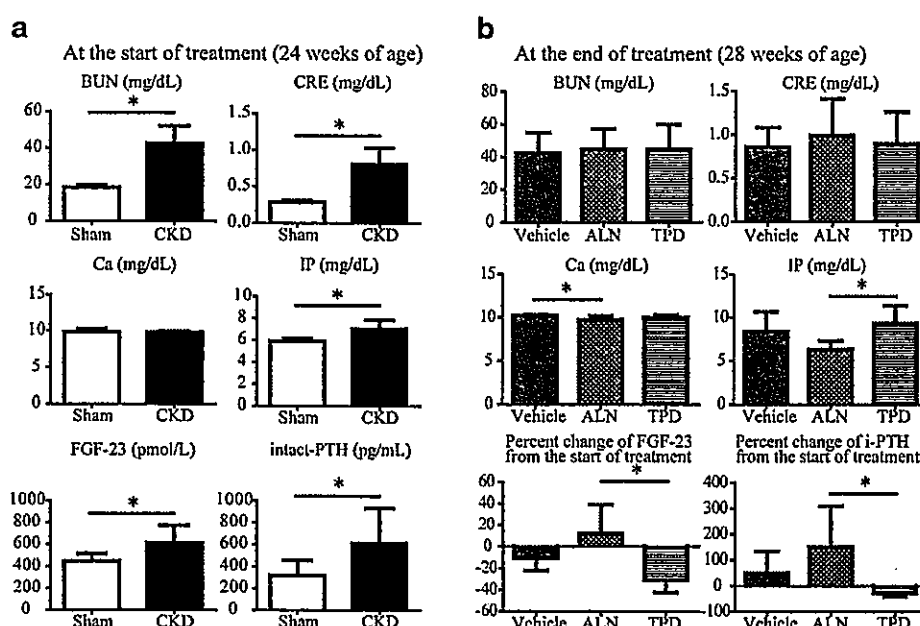 a
At the start of treatment (24 weeks of age)
BUN (mg/dL)
CRE (mg/dL)
*
*
60
40
20
0
1.5
1.0
0.5
0.0
Sham CKD
Sham CKD
Ca (mg/dL)
IP (mg/dL)
*
15
10
5
0
8
6
4
2
0
Sham CKD
Sham CKD
FGF-23 (pmol/L)
intact-PTH (pg/mL)
*
*
1000
800
600
400
200
0
1000
800
600
400
200
0
Sham CKD
Sham CKD
b
At the end of treatment (28 weeks of age)
BUN (mg/dL)
CRE (mg/dL)
80
60
40
20
0
1.5
1.0
0.5
0.0
Vehicle ALN TPD
Vehicle ALN TPD
Ca (mg/dL)
IP (mg/dL)
*
*
15
10
5
0
15
10
5
0
Vehicle ALN TPD
Vehicle ALN TPD
Percent change of FGF-23
from the start of treatment
Percent change of i-PTH
from the start of treatment
*
*
60
40
20
0
-20
-40
-60
400
300
200
100
0
100
Vehicle ALN TPD
Vehicle ALN TPD